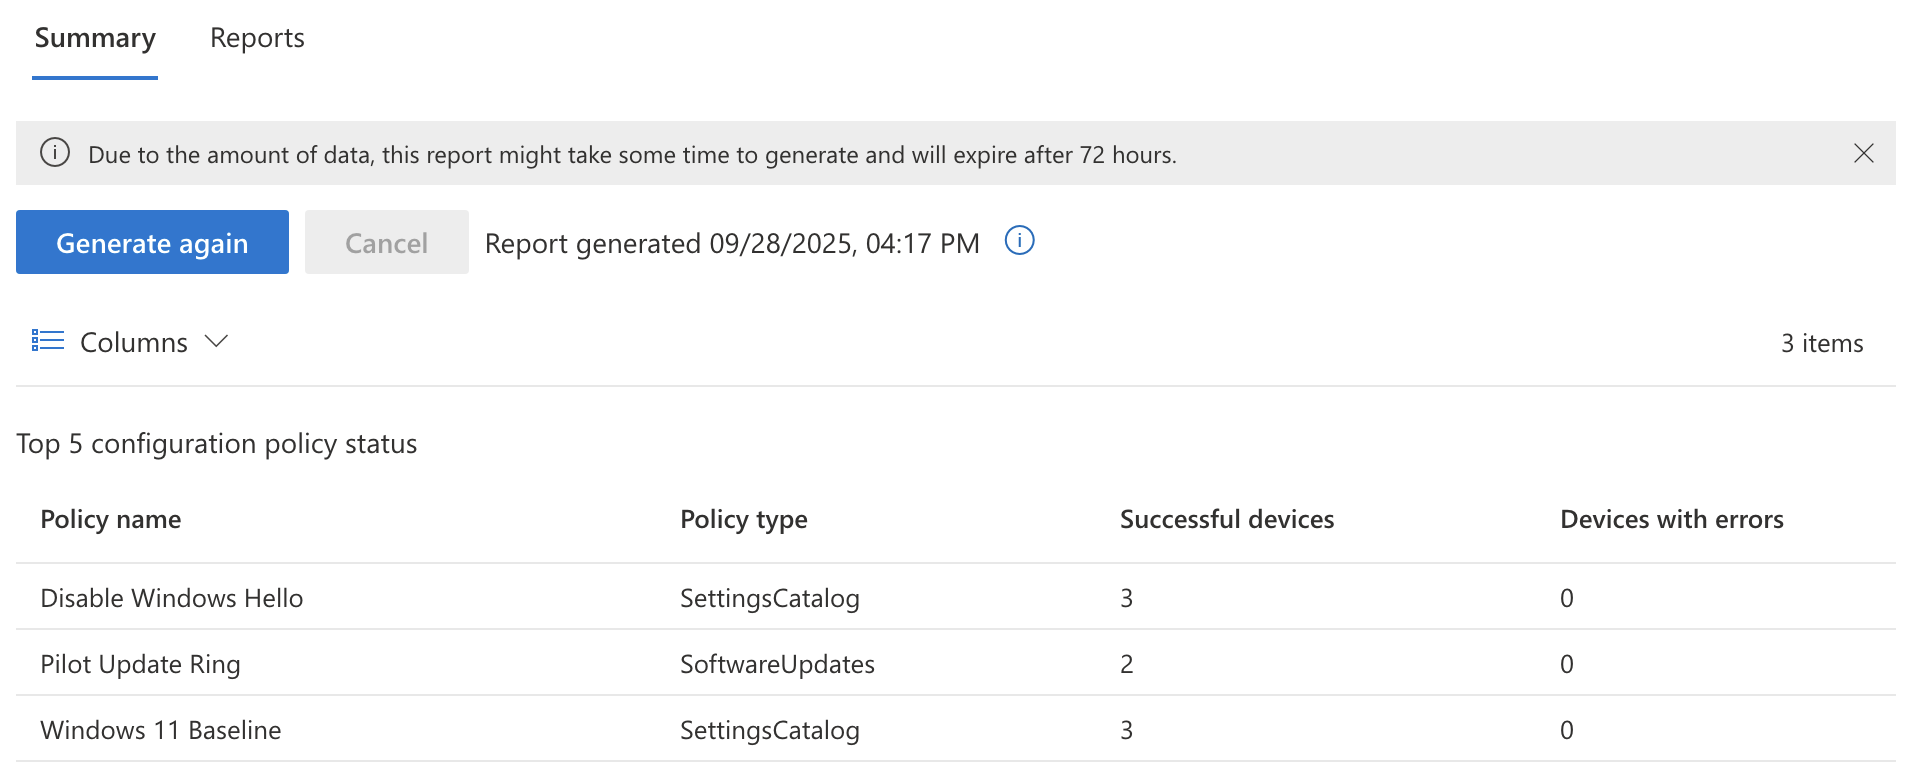 Summary Reports
Due to the amount of data, this report might take some time to generate and will expire after 72 hours.
Generate again Cancel Report generated 09/28/2025, 04:17 PM
Columns 3 items
Top 5 configuration policy status
Policy name Policy type Successful devices Devices with errors
Disable Windows Hello SettingsCatalog 3 0
Pilot Update Ring SoftwareUpdates 2 0
Windows 11 Baseline SettingsCatalog 3 0